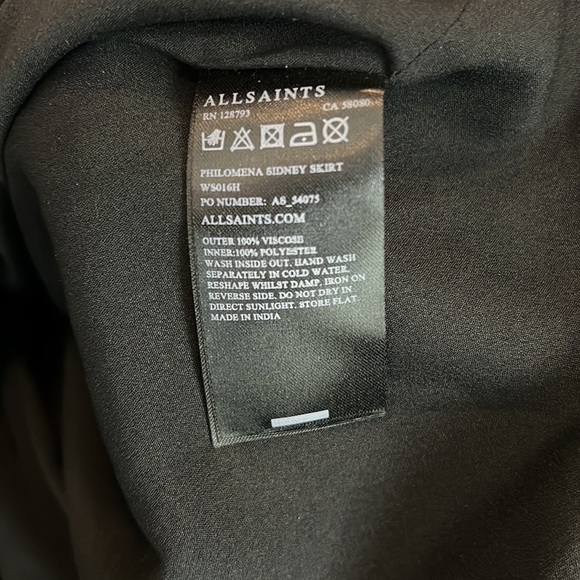 ALLSAINTS
RN 128793 CA 58080
PHILOMENA SIDNEY SKIRT
WS016H
PO NUMBER: AS_54075
ALLSAINTS.COM
OUTER 100% VISCOSE
INNER:100% POLYESTER
WASH INSIDE OUT. HAND WASH
SEPARATELY IN COLD WATER.
RESHAPE WHILST DAMP, IRON ON
REVERSE SIDE. DO NOT DRY IN
DIRECT SUNLIGHT. STORE FLAT.
MADE IN INDIA